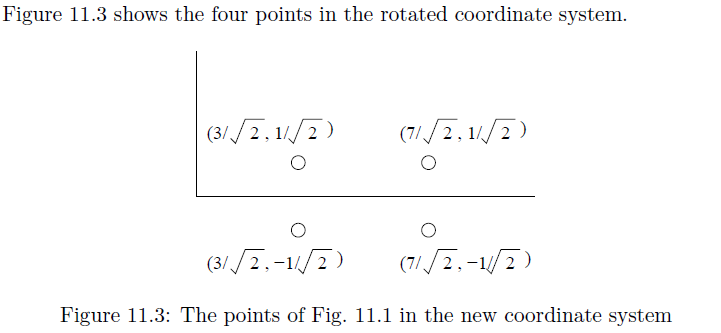 Figure 11.3 shows the four points in the rotated coordinate system.
(3/√2, 1/√2) (7/√2, 1/√2)
(3/√2, −1/√2) (7/√2, −1/√2)
Figure 11.3: The points of Fig. 11.1 in the new coordinate system